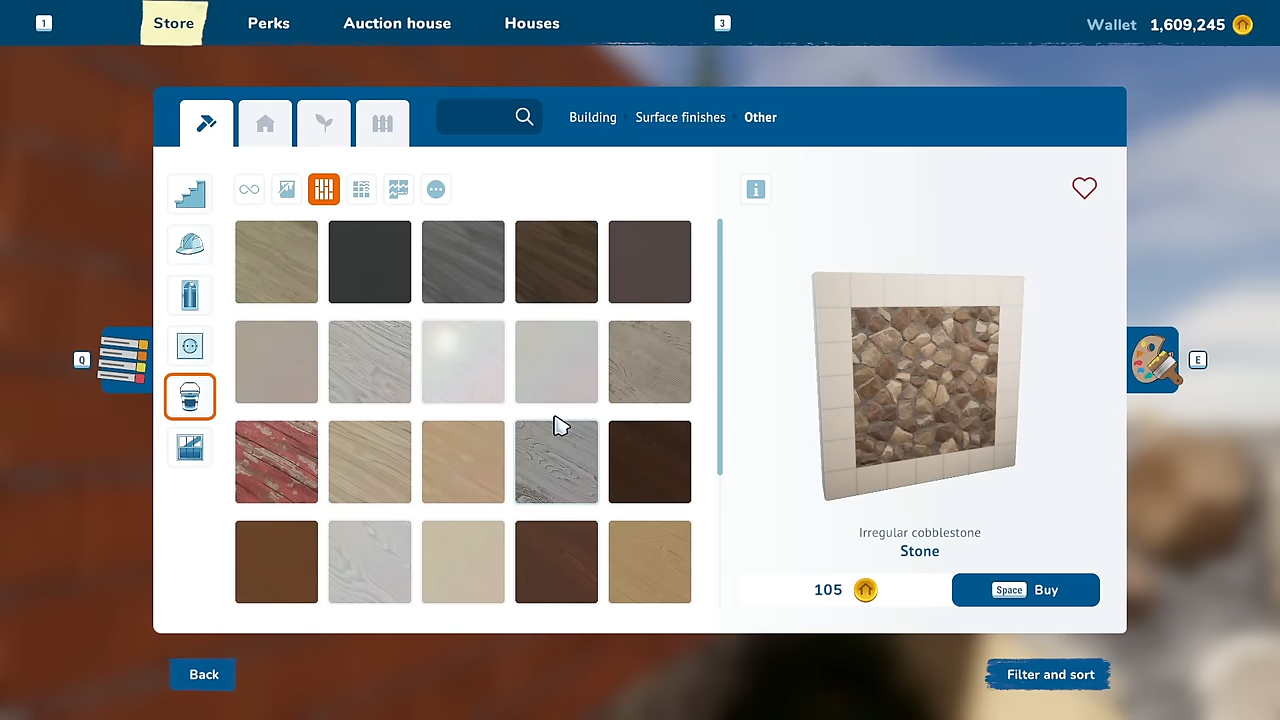 1
Store
Perks
Auction house
Houses
3
Wallet 1,609,245
Building
Surface finishes
Other
Q
E
Irregular cobblestone
Stone
105
Space Buy
Back
Filter and sort